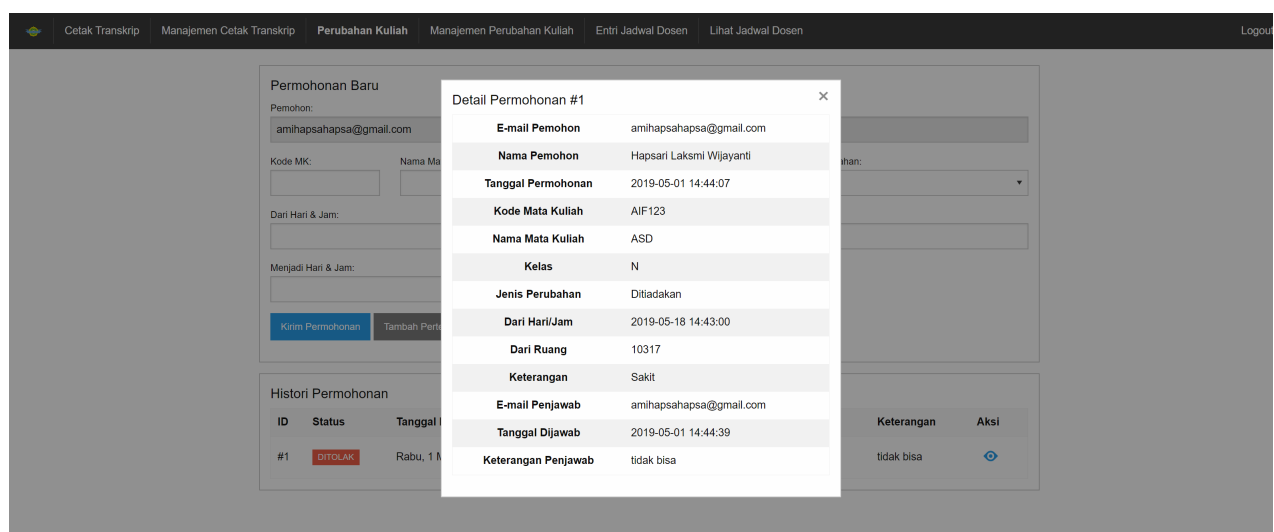 Cetak Transkrip Manajemen Cetak Transkrip Perubahan Kuliah Manajemen Perubahan Kuliah Entri Jadwal Dosen Lihat Jadwal Dosen Logout
Permohonan Baru
Pemohon:
amihapsahapsa@gmail.com
Kode MK:
Nama Ma
ahan:
Dari Hari & Jam:
Menjadi Hari & Jam:
Kirim Permohonan Tambah Perte
Histori Permohonan
ID Status Tanggal Keterangan Aksi
#1 DITOLAK Rabu, 1 M tidak bisa
Detail Permohonan #1 ×
E-mail Pemohon amihapsahapsa@gmail.com
Nama Pemohon Hapsari Laksmi Wijayanti
Tanggal Permohonan 2019-05-01 14:44:07
Kode Mata Kuliah AIF123
Nama Mata Kuliah ASD
Kelas N
Jenis Perubahan Ditiadakan
Dari Hari/Jam 2019-05-18 14:43:00
Dari Ruang 10317
Keterangan Sakit
E-mail Penjawab amihapsahapsa@gmail.com
Tanggal Dijawab 2019-05-01 14:44:39
Keterangan Penjawab tidak bisa